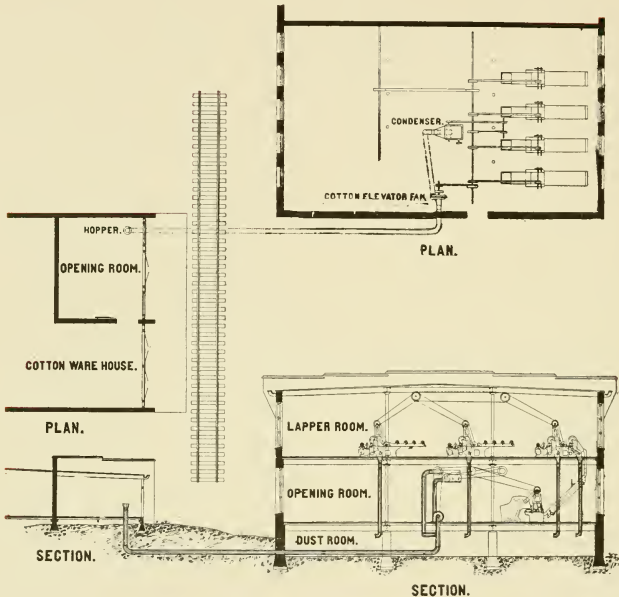 CONDENSER.
COTTON ELEVATOR FAN.
PLAN.
HOPPER.
OPENING ROOM.
COTTON WARE HOUSE.
PLAN.
LAPPER ROOM.
OPENING ROOM.
DUST ROOM.
SECTION.
SECTION.